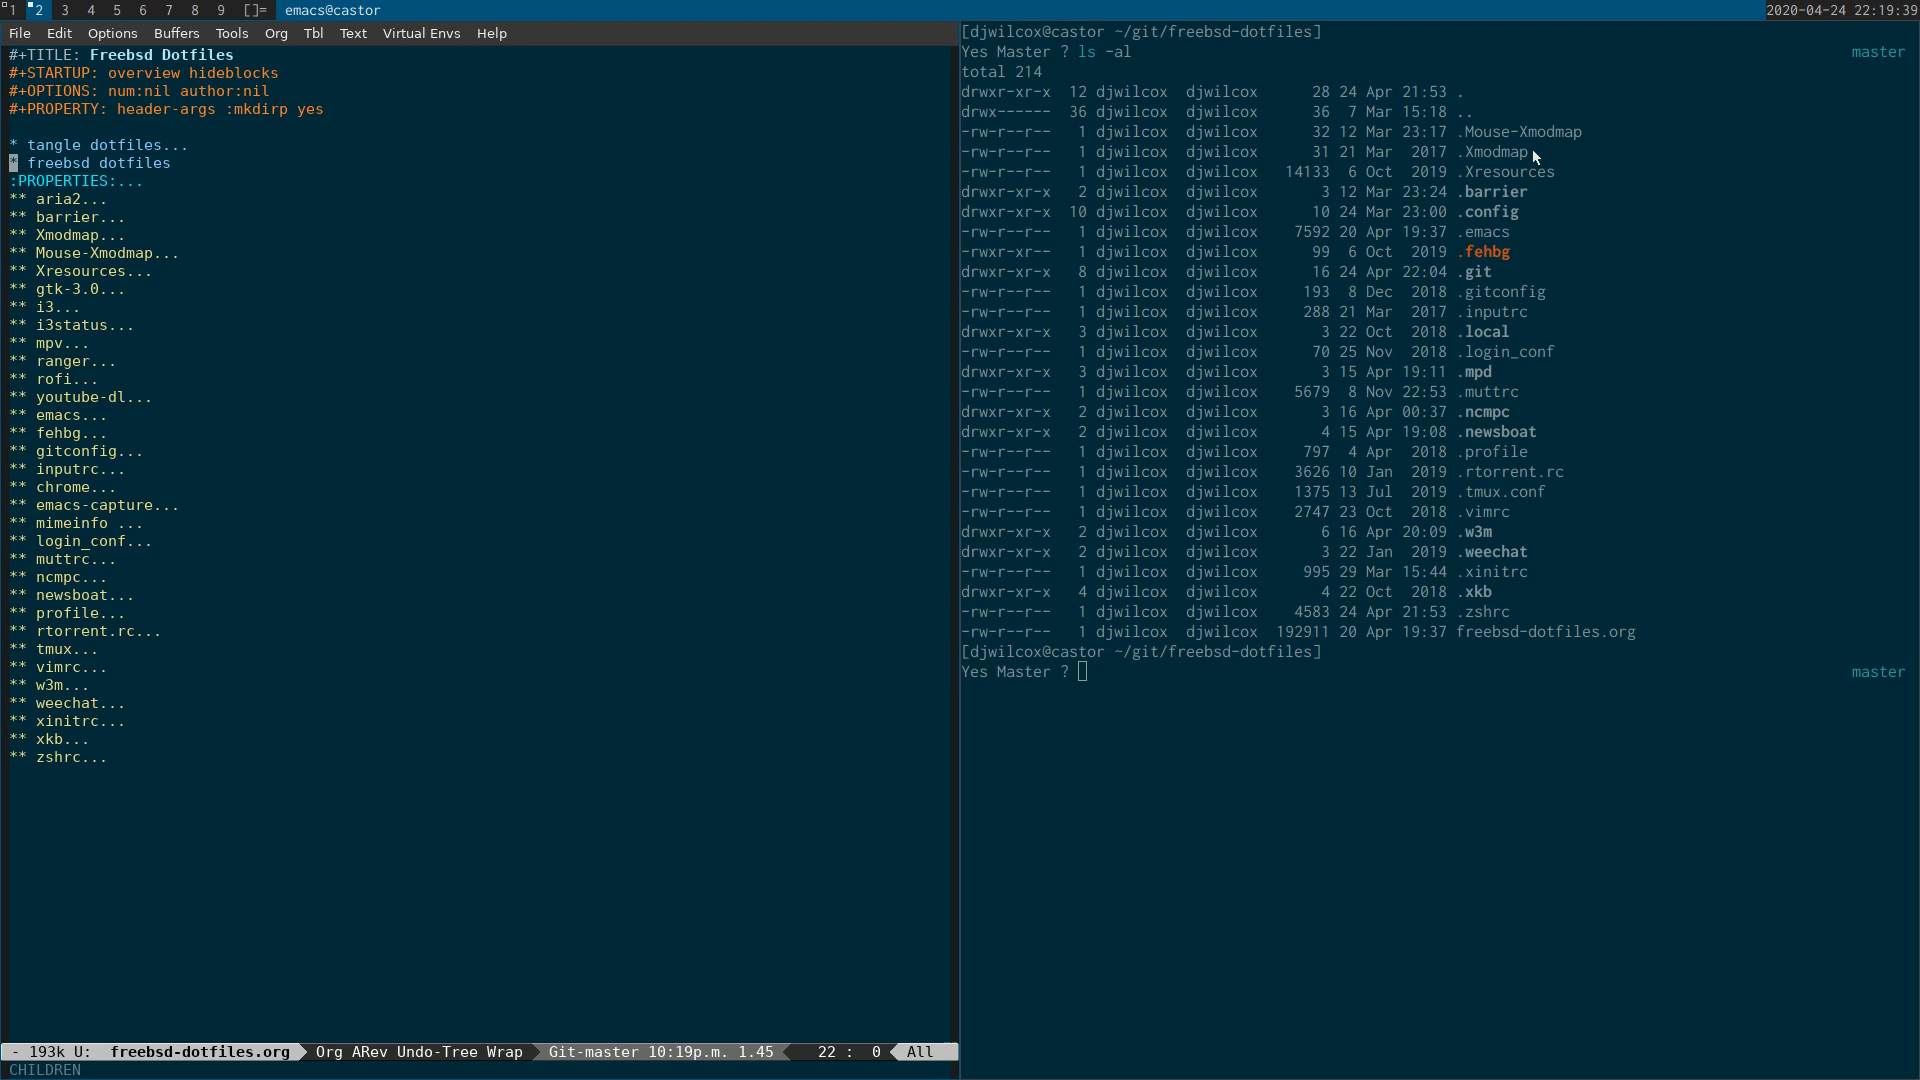 1 2 3 4 5 6 7 8 9 []= emacs@castor 2020-04-24 22:19:39
File Edit Options Buffers Tools Org Tbl Text Virtual Envs Help
#+TITLE: Freebsd Dotfiles
#+STARTUP: overview hideblocks
#+OPTIONS: num:nil author:nil
#+PROPERTY: header-args :mkdirp yes
* tangle dotfiles...
* freebsd dotfiles
:PROPERTIES:...
** aria2...
** barrier...
** Xmodmap...
** Mouse-Xmodmap...
** Xresources...
** gtk-3.0...
** i3...
** i3status...
** mpv...
** ranger...
** rofi...
** youtube-dl...
** emacs...
** fehbg...
** gitconfig...
** inputrc...
** chrome...
** emacs-capture...
** mimeinfo ...
** login_conf...
** muttrc...
** ncmpc...
** newsboat...
** profile...
** rtorrent.rc...
** tmux...
** vimrc...
** w3m...
** weechat...
** xinitrc...
** xkb...
** zshrc...
- 193k U: freebsd-dotfiles.org Org ARev Undo-Tree Wrap Git-master 10:19p.m. 1.45 22 : 0 All
CHILDREN
[djwilcox@castor ~/git/freebsd-dotfiles]
Yes Master ? ls -al master
total 214
drwxr-xr-x 12 djwilcox djwilcox 28 24 Apr 21:53 .
drwx------ 36 djwilcox djwilcox 36 7 Mar 15:18 ..
-rw-r--r-- 1 djwilcox djwilcox 32 12 Mar 23:17 .Mouse-Xmodmap
-rw-r--r-- 1 djwilcox djwilcox 31 21 Mar 2017 .Xmodmap
-rw-r--r-- 1 djwilcox djwilcox 14133 6 Oct 2019 .Xresources
drwxr-xr-x 2 djwilcox djwilcox 3 12 Mar 23:24 .barrier
drwxr-xr-x 10 djwilcox djwilcox 10 24 Mar 23:00 .config
-rw-r--r-- 1 djwilcox djwilcox 7592 20 Apr 19:37 .emacs
-rwxr-xr-x 1 djwilcox djwilcox 99 6 Oct 2019 .fehbg
drwxr-xr-x 8 djwilcox djwilcox 16 24 Apr 22:04 .git
-rw-r--r-- 1 djwilcox djwilcox 193 8 Dec 2018 .gitconfig
-rw-r--r-- 1 djwilcox djwilcox 288 21 Mar 2017 .inputrc
drwxr-xr-x 3 djwilcox djwilcox 3 22 Oct 2018 .local
-rw-r--r-- 1 djwilcox djwilcox 70 25 Nov 2018 .login_conf
drwxr-xr-x 3 djwilcox djwilcox 3 15 Apr 19:11 .mpd
-rw-r--r-- 1 djwilcox djwilcox 5679 8 Nov 22:53 .muttrc
drwxr-xr-x 2 djwilcox djwilcox 3 16 Apr 00:37 .ncmpc
drwxr-xr-x 2 djwilcox djwilcox 4 15 Apr 19:08 .newsboat
-rw-r--r-- 1 djwilcox djwilcox 797 4 Apr 2018 .profile
-rw-r--r-- 1 djwilcox djwilcox 3626 10 Jan 2019 .rtorrent.rc
-rw-r--r-- 1 djwilcox djwilcox 1375 13 Jul 2019 .tmux.conf
-rw-r--r-- 1 djwilcox djwilcox 2747 23 Oct 2018 .vimrc
drwxr-xr-x 2 djwilcox djwilcox 6 16 Apr 20:09 .w3m
drwxr-xr-x 2 djwilcox djwilcox 3 22 Jan 2019 .weechat
-rw-r--r-- 1 djwilcox djwilcox 995 29 Mar 15:44 .xinitrc
drwxr-xr-x 4 djwilcox djwilcox 4 22 Oct 2018 .xkb
-rw-r--r-- 1 djwilcox djwilcox 4583 24 Apr 21:53 .zshrc
-rw-r--r-- 1 djwilcox djwilcox 192911 20 Apr 19:37 freebsd-dotfiles.org
[djwilcox@castor ~/git/freebsd-dotfiles]
Yes Master ? master